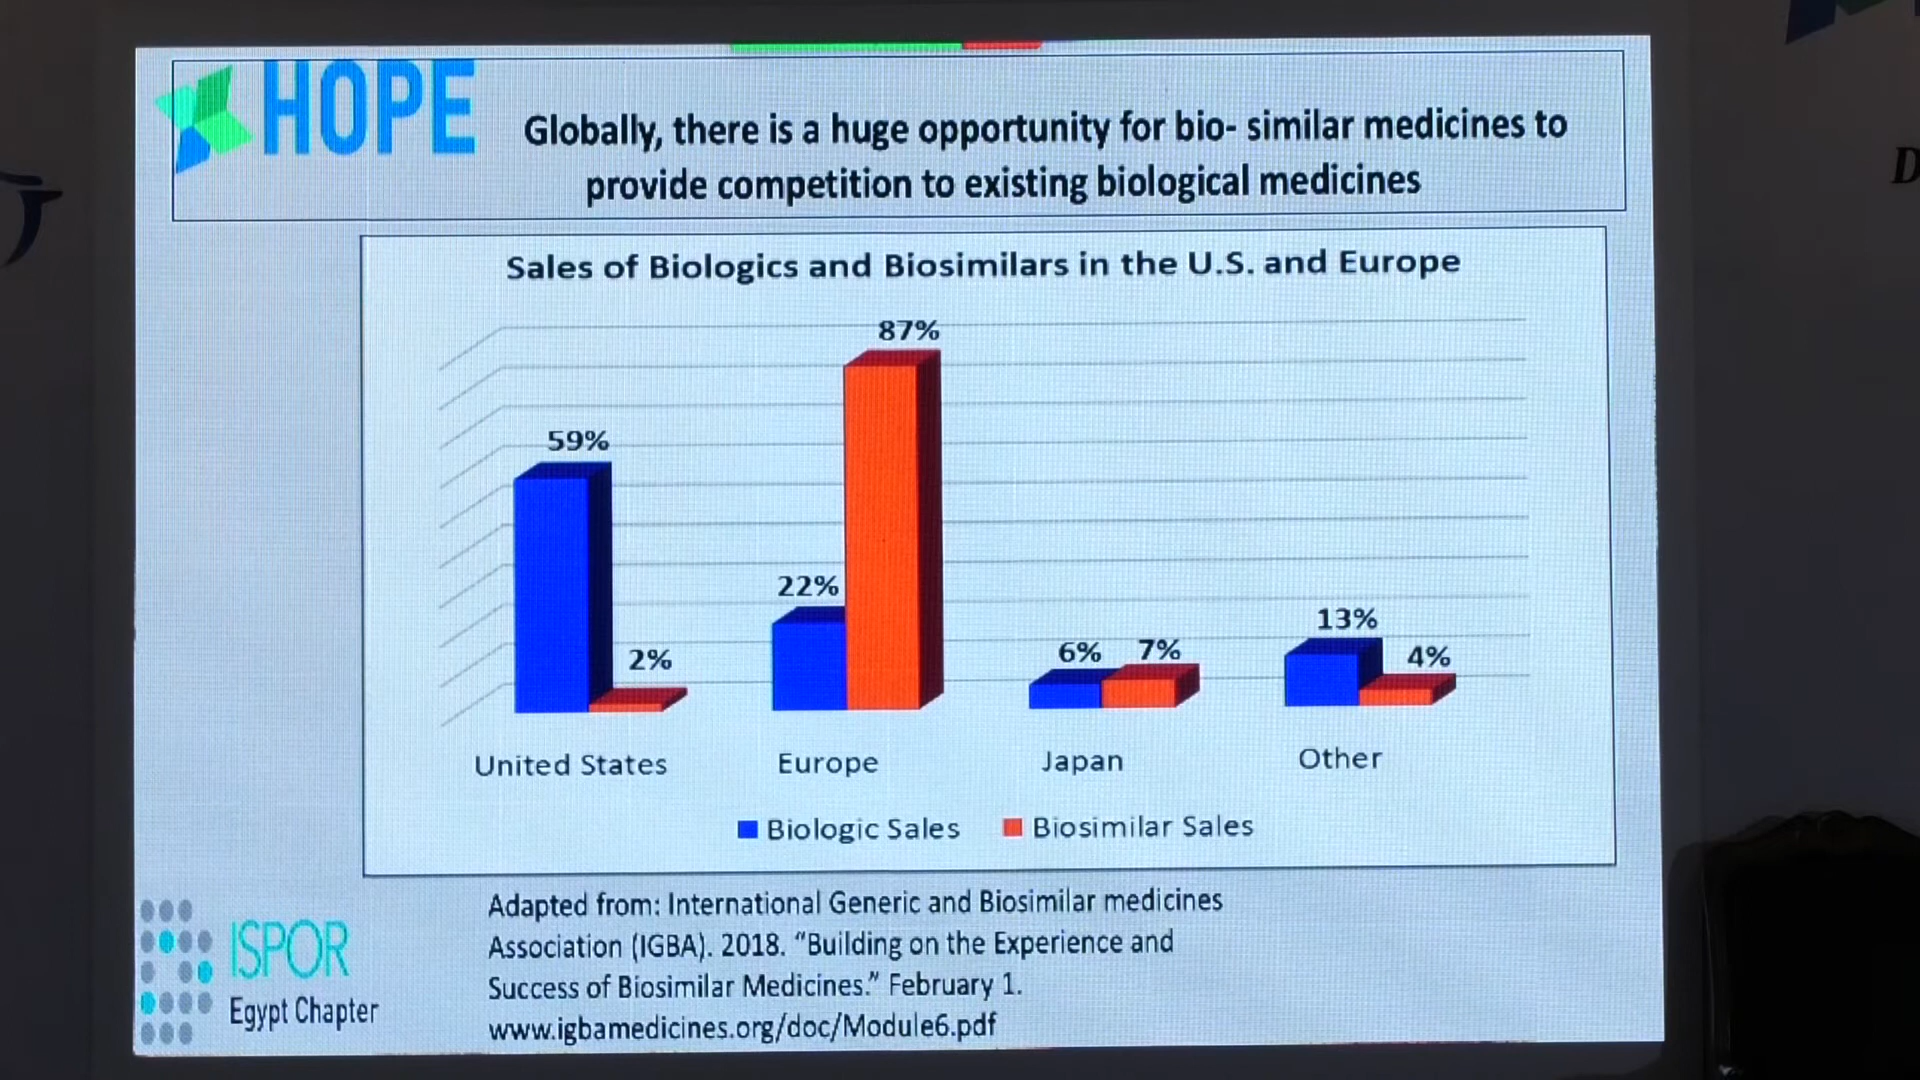 HOPE
Globally, there is a huge opportunity for bio- similar medicines to
provide competition to existing biological medicines
Sales of Biologics and Biosimilars in the U.S. and Europe
87%
59%
22%
13%
2%
6%
7%
4%
United States
Europe
Japan
Other
Biologic Sales
Biosimilar Sales
Adapted from: International Generic and Biosimilar medicines
Association (IGBA). 2018. “Building on the Experience and
Success of Biosimilar Medicines.” February 1.
www.igbamedicines.org/doc/Module6.pdf
ISPOR
Egypt Chapter
D